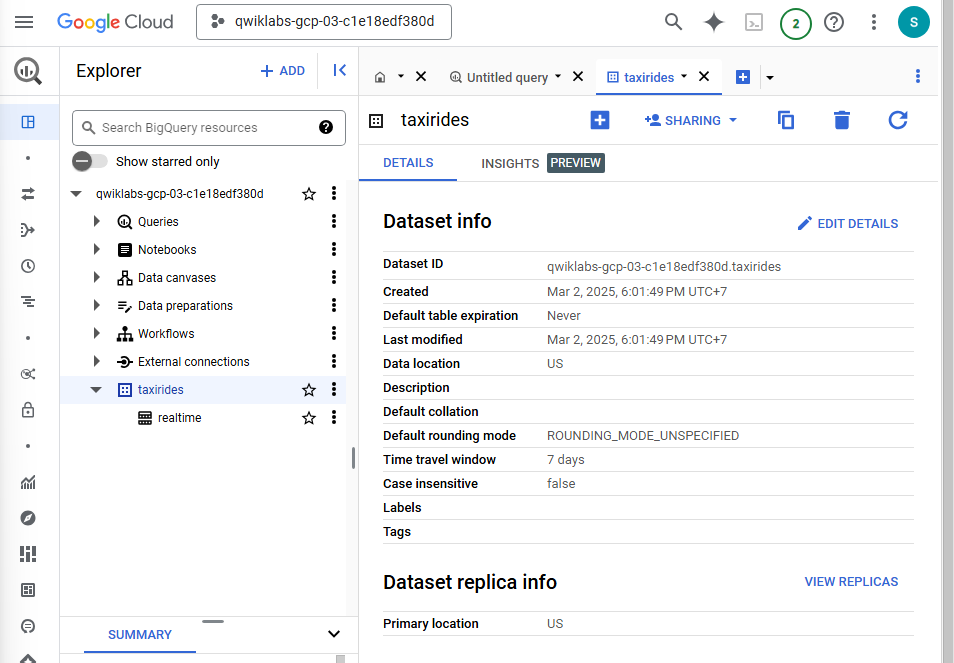 Google Cloud
qwiklabs-gcp-03-c1e18edf380d
2
S
Explorer
ADD
Untitled query
taxirides
Search BigQuery resources
Show starred only
qwiklabs-gcp-03-c1e18edf380d
Queries
Notebooks
Data canvases
Data preparations
Workflows
External connections
taxirides
realtime
SUMMARY
taxirides
SHARING
DETAILS
INSIGHTS PREVIEW
Dataset info
EDIT DETAILS
Dataset ID qwiklabs-gcp-03-c1e18edf380d.taxirides
Created Mar 2, 2025, 6:01:49 PM UTC+7
Default table expiration Never
Last modified Mar 2, 2025, 6:01:49 PM UTC+7
Data location US
Description
Default collation
Default rounding mode ROUNDING_MODE_UNSPECIFIED
Time travel window 7 days
Case insensitive false
Labels
Tags
Dataset replica info
VIEW REPLICAS
Primary location US